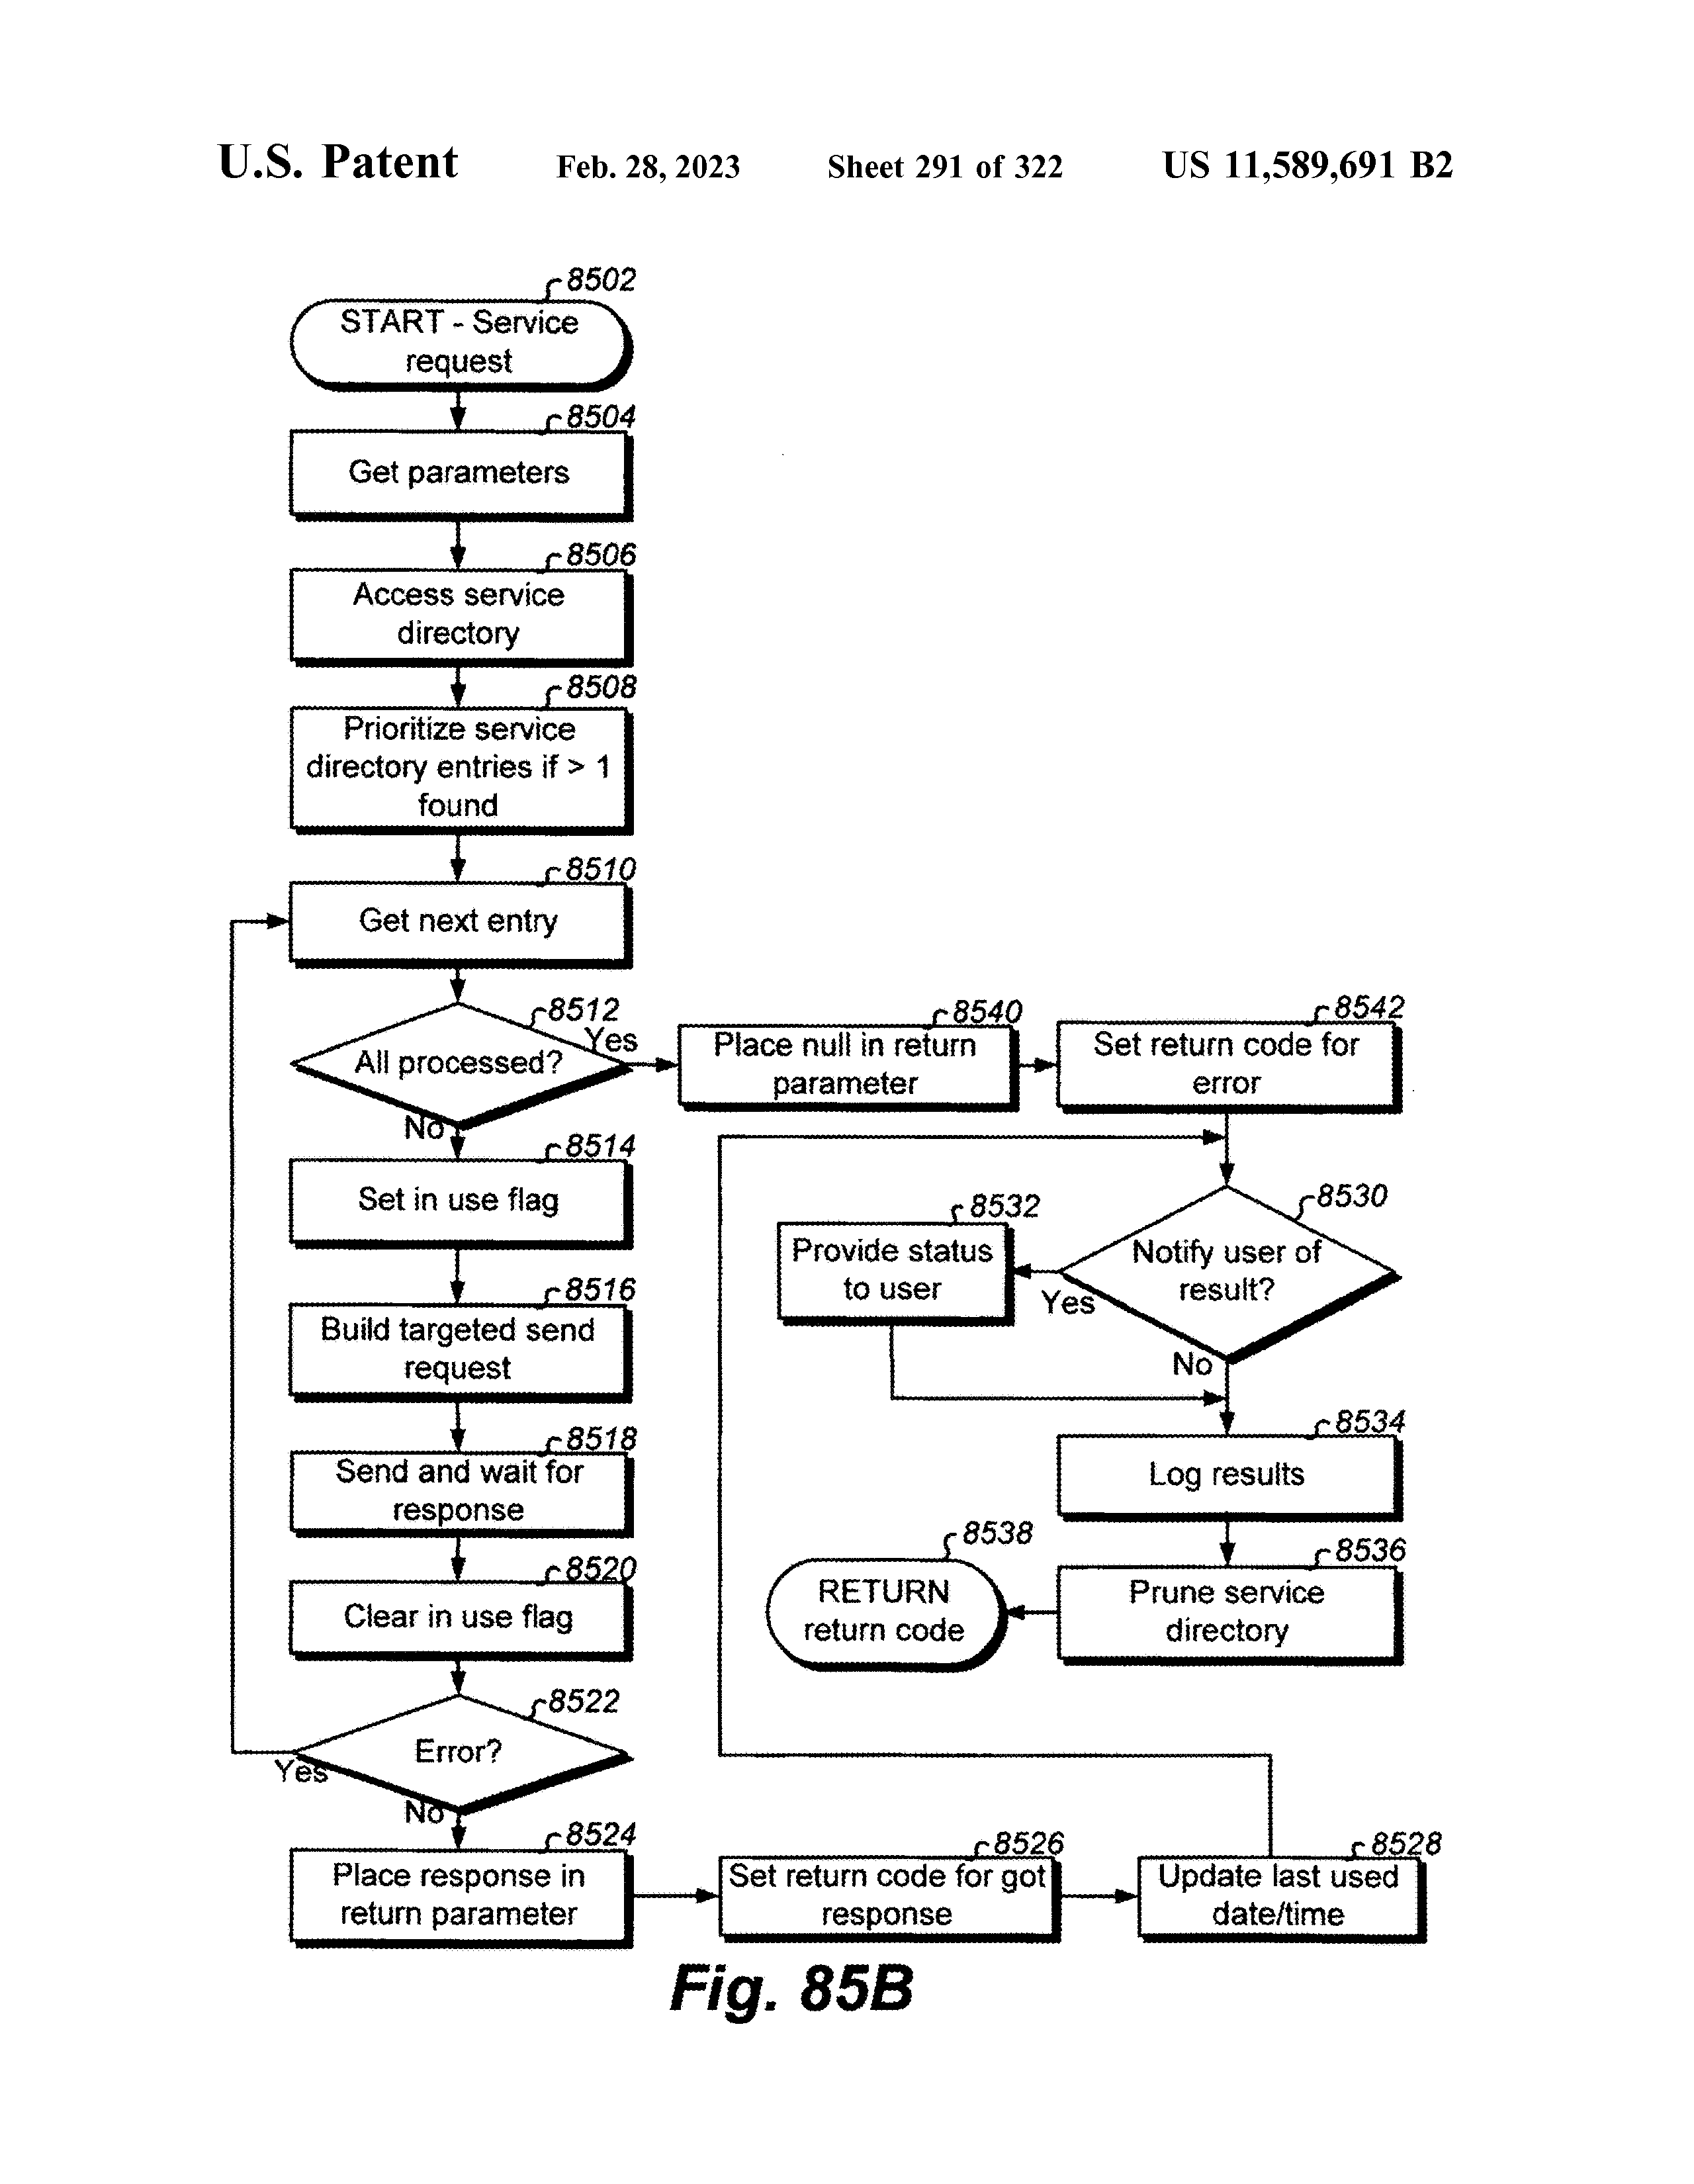 U.S. Patent Feb. 28, 2023 Sheet 291 of 322 US 11,589,691 B2
8502
START - Service
request
8504
Get parameters
8506
Access service
directory
8508
Prioritize service
directory entries if > 1
found
8510
Get next entry
8512
All processed?
Yes
No
8540
Place null in return
parameter
8542
Set return code for
error
8514
Set in use flag
8516
Build targeted send
request
8518
Send and wait for
response
8520
Clear in use flag
8522
Error?
Yes
No
8524
Place response in
return parameter
8526
Set return code for got
response
8528
Update last used
date/time
8530
Notify user of
result?
Yes
No
8532
Provide status
to user
8534
Log results
8536
Prune service
directory
8538
RETURN
return code
Fig. 85B